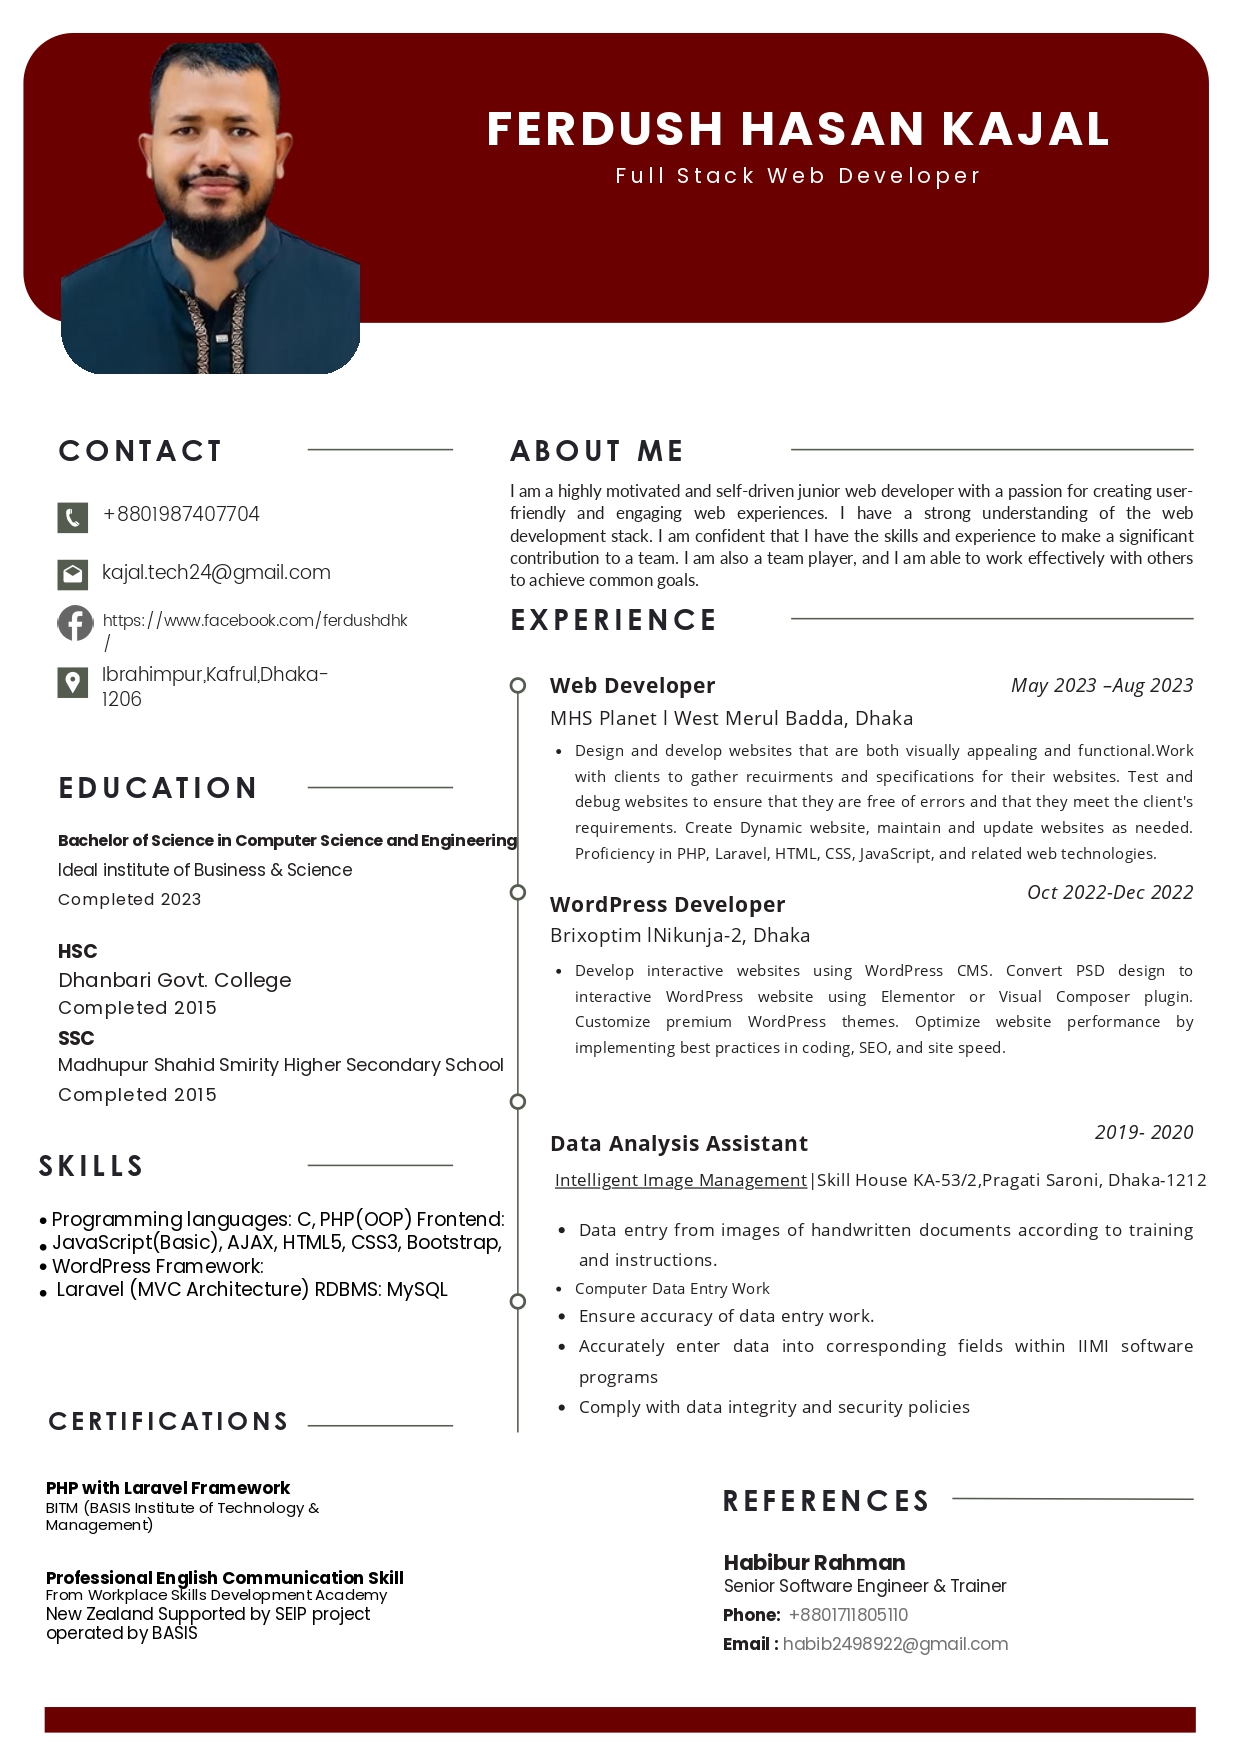 FERDUSH HASAN KAJAL
Full Stack Web Developer
CONTACT
+8801987407704
kajal.tech24@gmail.com
https://www.facebook.com/ferdushdhk
/
Ibrahimpur,Kafrul,Dhaka-
1206
EDUCATION
Bachelor of Science in Computer Science and Engineering
Ideal institute of Business & Science
Completed 2023
HSC
Dhanbari Govt. College
Completed 2015
SSC
Madhupur Shahid Smirity Higher Secondary School
Completed 2015
SKILLS
• Programming languages: C, PHP(OOP) Frontend:
• JavaScript(Basic), AJAX, HTML5, CSS3, Bootstrap,
• WordPress Framework:
• Laravel (MVC Architecture) RDBMS: MySQL
CERTIFICATIONS
PHP with Laravel Framework
BITM (BASIS Institute of Technology &
Management)
Professional English Communication Skill
From Workplace Skills Development Academy
New Zealand Supported by SEIP project
operated by BASIS
ABOUT ME
I am a highly motivated and self-driven junior web developer with a passion for creating user-
friendly and engaging web experiences. I have a strong understanding of the web
development stack. I am confident that I have the skills and experience to make a significant
contribution to a team. I am also a team player, and I am able to work effectively with others
to achieve common goals.
EXPERIENCE
Web Developer
May 2023 –Aug 2023
MHS Planet l West Merul Badda, Dhaka
• Design and develop websites that are both visually appealing and functional.Work
with clients to gather recuirments and specifications for their websites. Test and
debug websites to ensure that they are free of errors and that they meet the client's
requirements. Create Dynamic website, maintain and update websites as needed.
Proficiency in PHP, Laravel, HTML, CSS, JavaScript, and related web technologies.
Oct 2022-Dec 2022
WordPress Developer
Brixoptim lNikunja-2, Dhaka
• Develop interactive websites using WordPress CMS. Convert PSD design to
interactive WordPress website using Elementor or Visual Composer plugin.
Customize premium WordPress themes. Optimize website performance by
implementing best practices in coding, SEO, and site speed.
2019- 2020
Data Analysis Assistant
Intelligent Image Management|Skill House KA-53/2,Pragati Saroni, Dhaka-1212
• Data entry from images of handwritten documents according to training
and instructions.
• Computer Data Entry Work
• Ensure accuracy of data entry work.
• Accurately enter data into corresponding fields within IIMI software
programs
• Comply with data integrity and security policies
REFERENCES
Habibur Rahman
Senior Software Engineer & Trainer
Phone: +8801711805110
Email : habib2498922@gmail.com